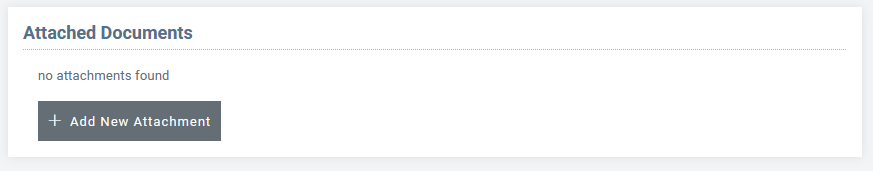 Attached Documents
no attachments found
+ Add New Attachment